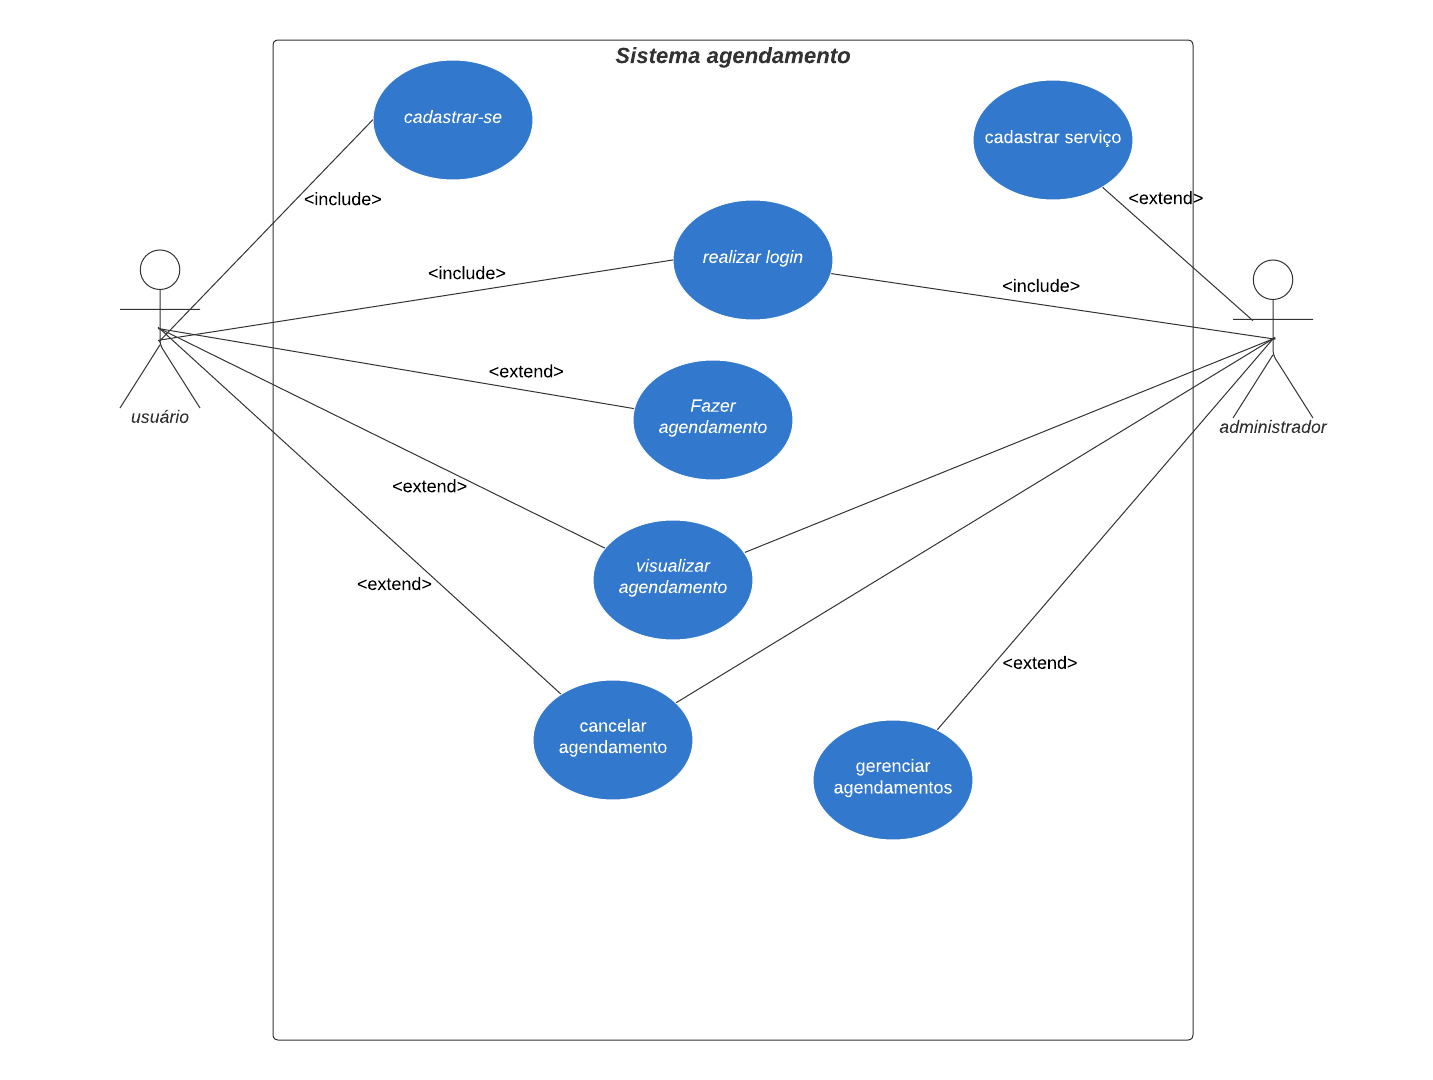 Sistema agendamento
cadastrar-se
cadastrar serviço
<include>
<extend>
realizar login
<include>
<include>
<extend>
Fazer
agendamento
usuário
administrador
<extend>
visualizar
agendamento
<extend>
<extend>
cancelar
agendamento
gerenciar
agendamentos